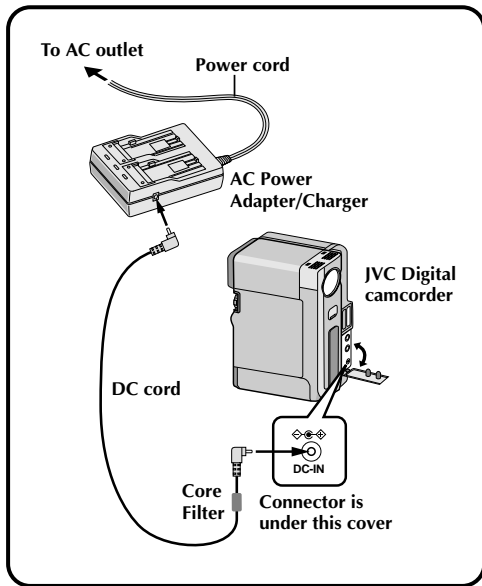 To AC outlet
Power cord
AC Power
Adapter/Charger
JVC Digital
camcorder
DC cord
DC-IN
Core
Filter
Connector is
under this cover